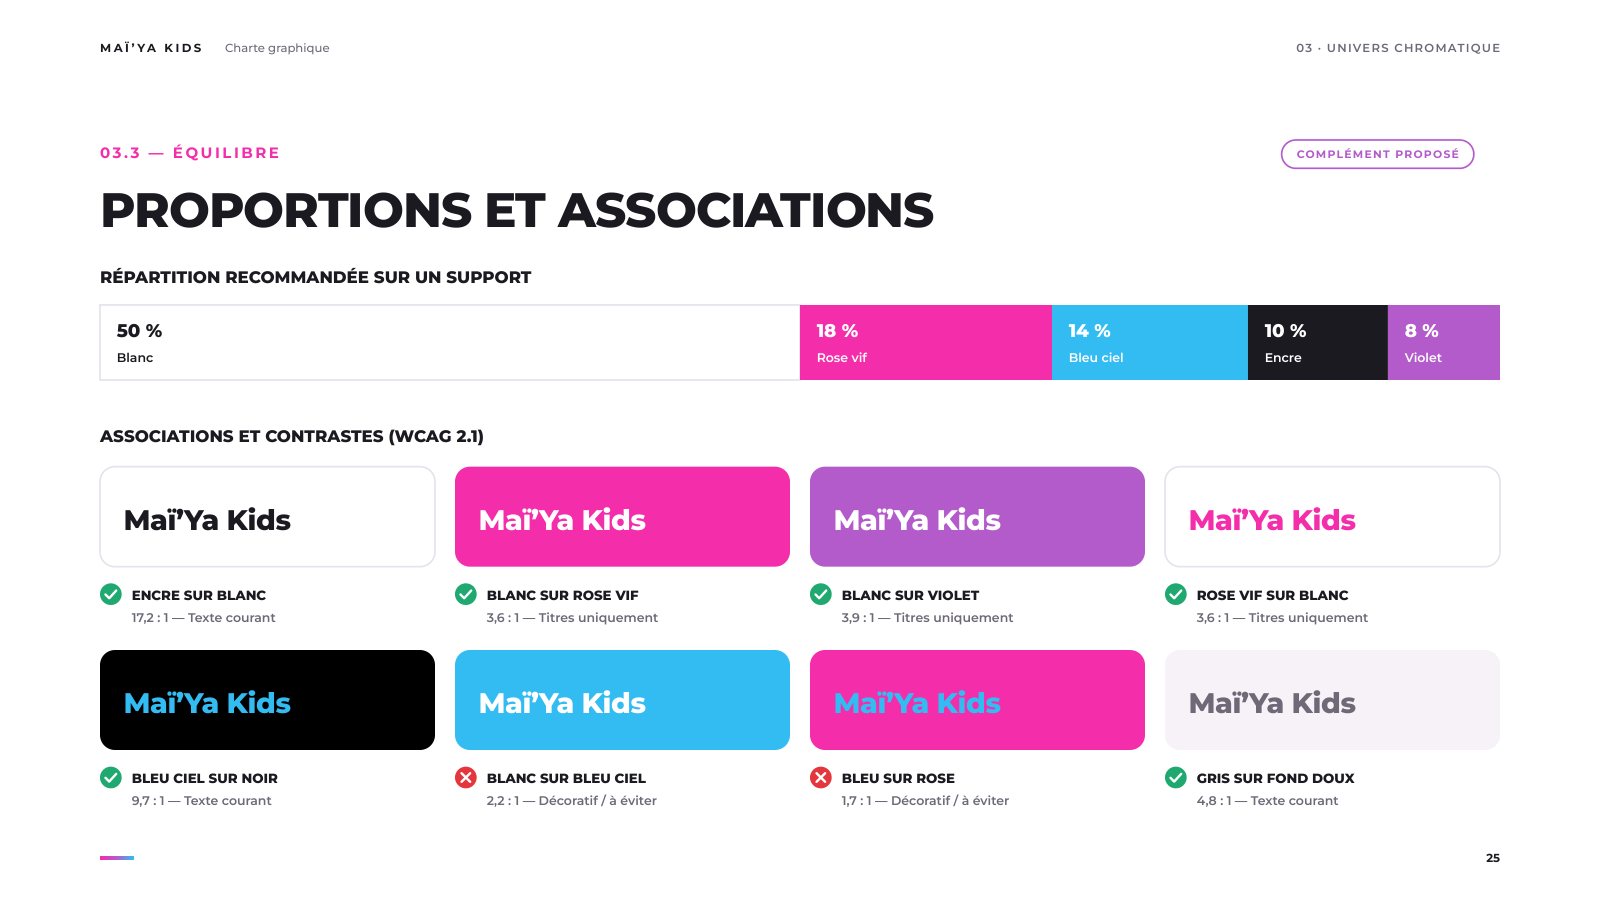 MAÏ’YA KIDS Charte graphique
03 · UNIVERS CHROMATIQUE
03.3 — ÉQUILIBRE
COMPLÉMENT PROPOSÉ
PROPORTIONS ET ASSOCIATIONS
RÉPARTITION RECOMMANDÉE SUR UN SUPPORT
50 %
Blanc
18 %
Rose vif
14 %
Bleu ciel
10 %
Encre
8 %
Violet
ASSOCIATIONS ET CONTRASTES (WCAG 2.1)
Maï’Ya Kids
ENCRE SUR BLANC
17,2 : 1 — Texte courant
Maï’Ya Kids
BLANC SUR ROSE VIF
3,6 : 1 — Titres uniquement
Maï’Ya Kids
BLANC SUR VIOLET
3,9 : 1 — Titres uniquement
Maï’Ya Kids
ROSE VIF SUR BLANC
3,6 : 1 — Titres uniquement
Maï’Ya Kids
BLEU CIEL SUR NOIR
9,7 : 1 — Texte courant
Maï’Ya Kids
BLANC SUR BLEU CIEL
2,2 : 1 — Décoratif / à éviter
Maï’Ya Kids
BLEU SUR ROSE
1,7 : 1 — Décoratif / à éviter
Maï’Ya Kids
GRIS SUR FOND DOUX
4,8 : 1 — Texte courant
25